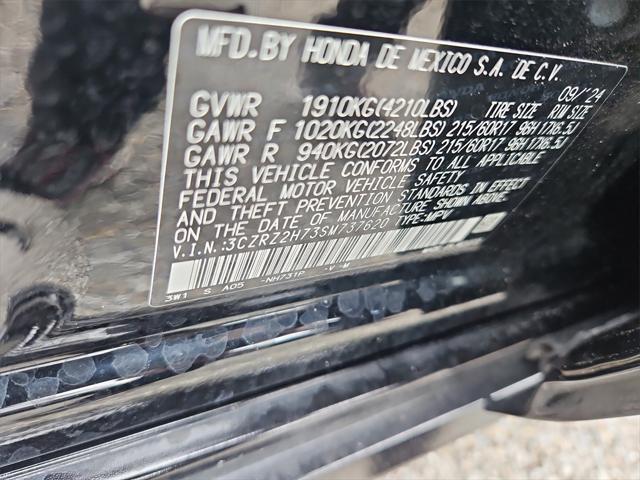 MFD.BY HONDA DE MEXICO S.A. DE C.V.
09/'24
GVWR 1910KG(4210LBS) TIRE SIZE RIM SIZE
GAWR F 1020KG(2248LBS) 215/60R17 96H 17X6.5J
GAWR R 940KG(2072LBS) 215/60R17 96H 17X6.5J
THIS VEHICLE CONFORMS TO ALL APPLICABLE
FEDERAL MOTOR VEHICLE SAFETY
AND THEFT PREVENTION STANDARDS IN EFFECT
ON THE DATE OF MANUFACTURE SHOWN ABOVE.
V.I.N.:3CZRZ2H73SM737620 TYPE:MPV
3W1 S A05 -NH731P -V-M